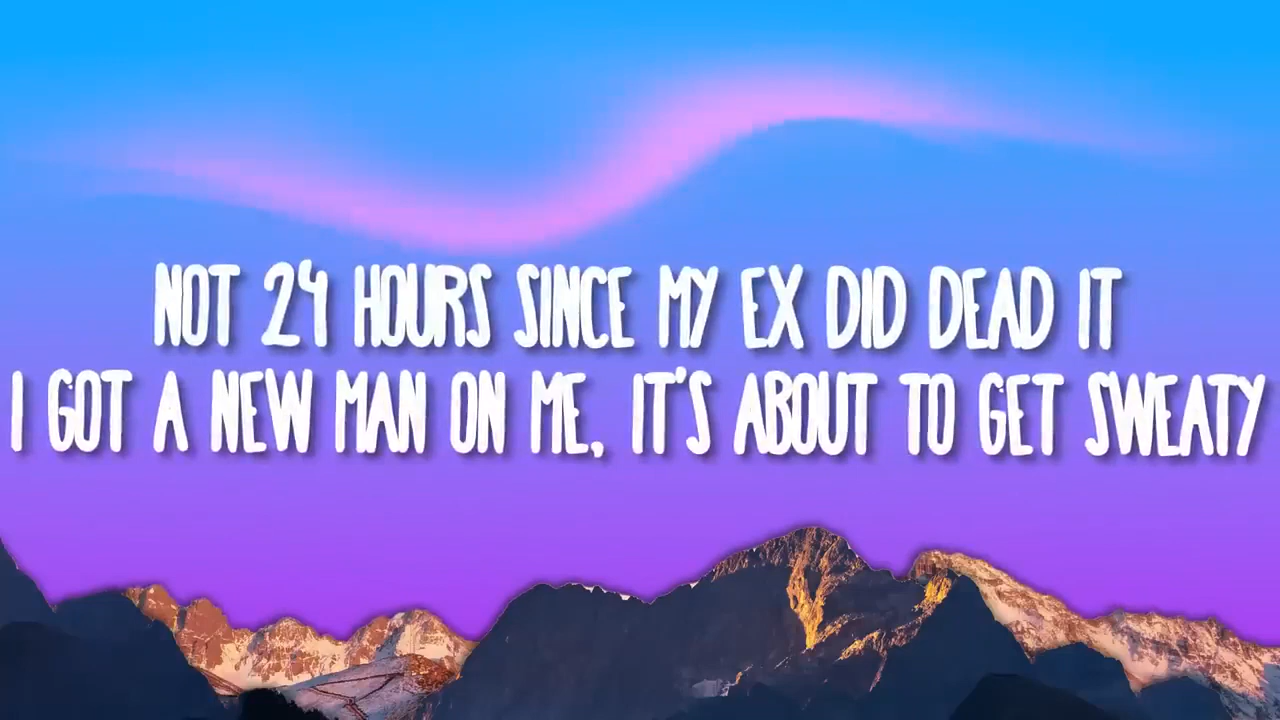 NOT 24 HOURS SINCE MY EX DID DEAD IT
I GOT A NEW MAN ON ME, IT'S ABOUT TO GET SWEATY